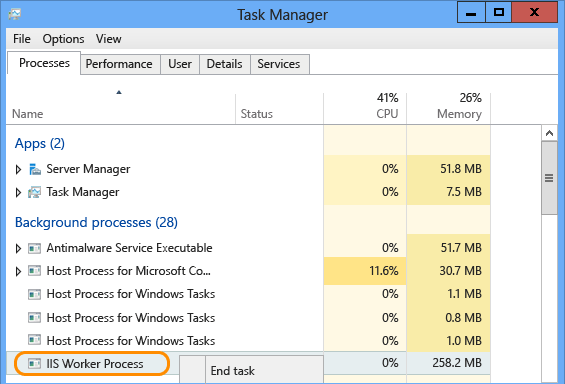 Task Manager
File Options View
Processes Performance User Details Services
41% 26%
Name Status CPU Memory
Apps (2)
Server Manager 0% 51.8 MB
Task Manager 0% 7.5 MB
Background processes (28)
Antimalware Service Executable 0% 51.7 MB
Host Process for Microsoft Co... 11.6% 30.7 MB
Host Process for Windows Tasks 0% 1.1 MB
Host Process for Windows Tasks 0% 0.8 MB
Host Process for Windows Tasks 0% 1.0 MB
IIS Worker Process 0% 258.2 MB
End task